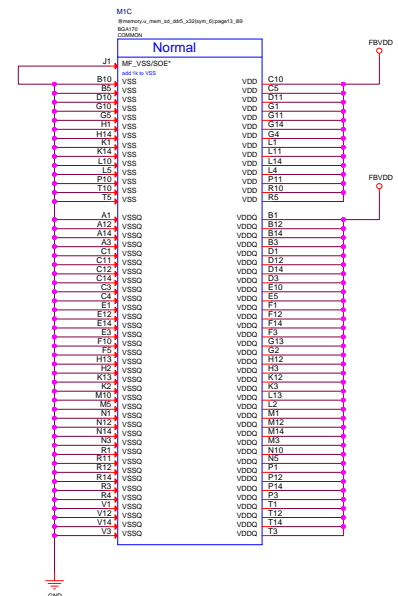 M1C
@memory.u_mem_sd_ddr5_x32(sym_6):page13_i89
BGA170
COMMON
Normal
FBVDD
J1 MF_VSS/SOE*
add 1k to VSS
B10 VSS VDD C10
B5 VSS VDD C5
D10 VSS VDD D11
G10 VSS VDD G1
G5 VSS VDD G11
H1 VSS VDD G14
H14 VSS VDD G4
K1 VSS VDD L1
K14 VSS VDD L11
L10 VSS VDD L14
L5 VSS VDD L4
P10 VSS VDD P11
T10 VSS VDD R10
T5 VSS VDD R5
FBVDD
A1 VSSQ VDDQ B1
A12 VSSQ VDDQ B12
A14 VSSQ VDDQ B14
A3 VSSQ VDDQ B3
C1 VSSQ VDDQ D1
C11 VSSQ VDDQ D12
C12 VSSQ VDDQ D14
C14 VSSQ VDDQ D3
C3 VSSQ VDDQ E10
C4 VSSQ VDDQ E5
E1 VSSQ VDDQ F1
E12 VSSQ VDDQ F12
E14 VSSQ VDDQ F14
E3 VSSQ VDDQ F3
F10 VSSQ VDDQ G13
F5 VSSQ VDDQ G2
H13 VSSQ VDDQ H12
H2 VSSQ VDDQ H3
K13 VSSQ VDDQ K12
K2 VSSQ VDDQ K3
M10 VSSQ VDDQ L13
M5 VSSQ VDDQ L2
N1 VSSQ VDDQ M1
N12 VSSQ VDDQ M12
N14 VSSQ VDDQ M14
N3 VSSQ VDDQ M3
R1 VSSQ VDDQ N10
R11 VSSQ VDDQ N5
R12 VSSQ VDDQ P1
R14 VSSQ VDDQ P12
R3 VSSQ VDDQ P14
R4 VSSQ VDDQ P3
V1 VSSQ VDDQ T1
V12 VSSQ VDDQ T12
V14 VSSQ VDDQ T14
V3 VSSQ VDDQ T3
GND